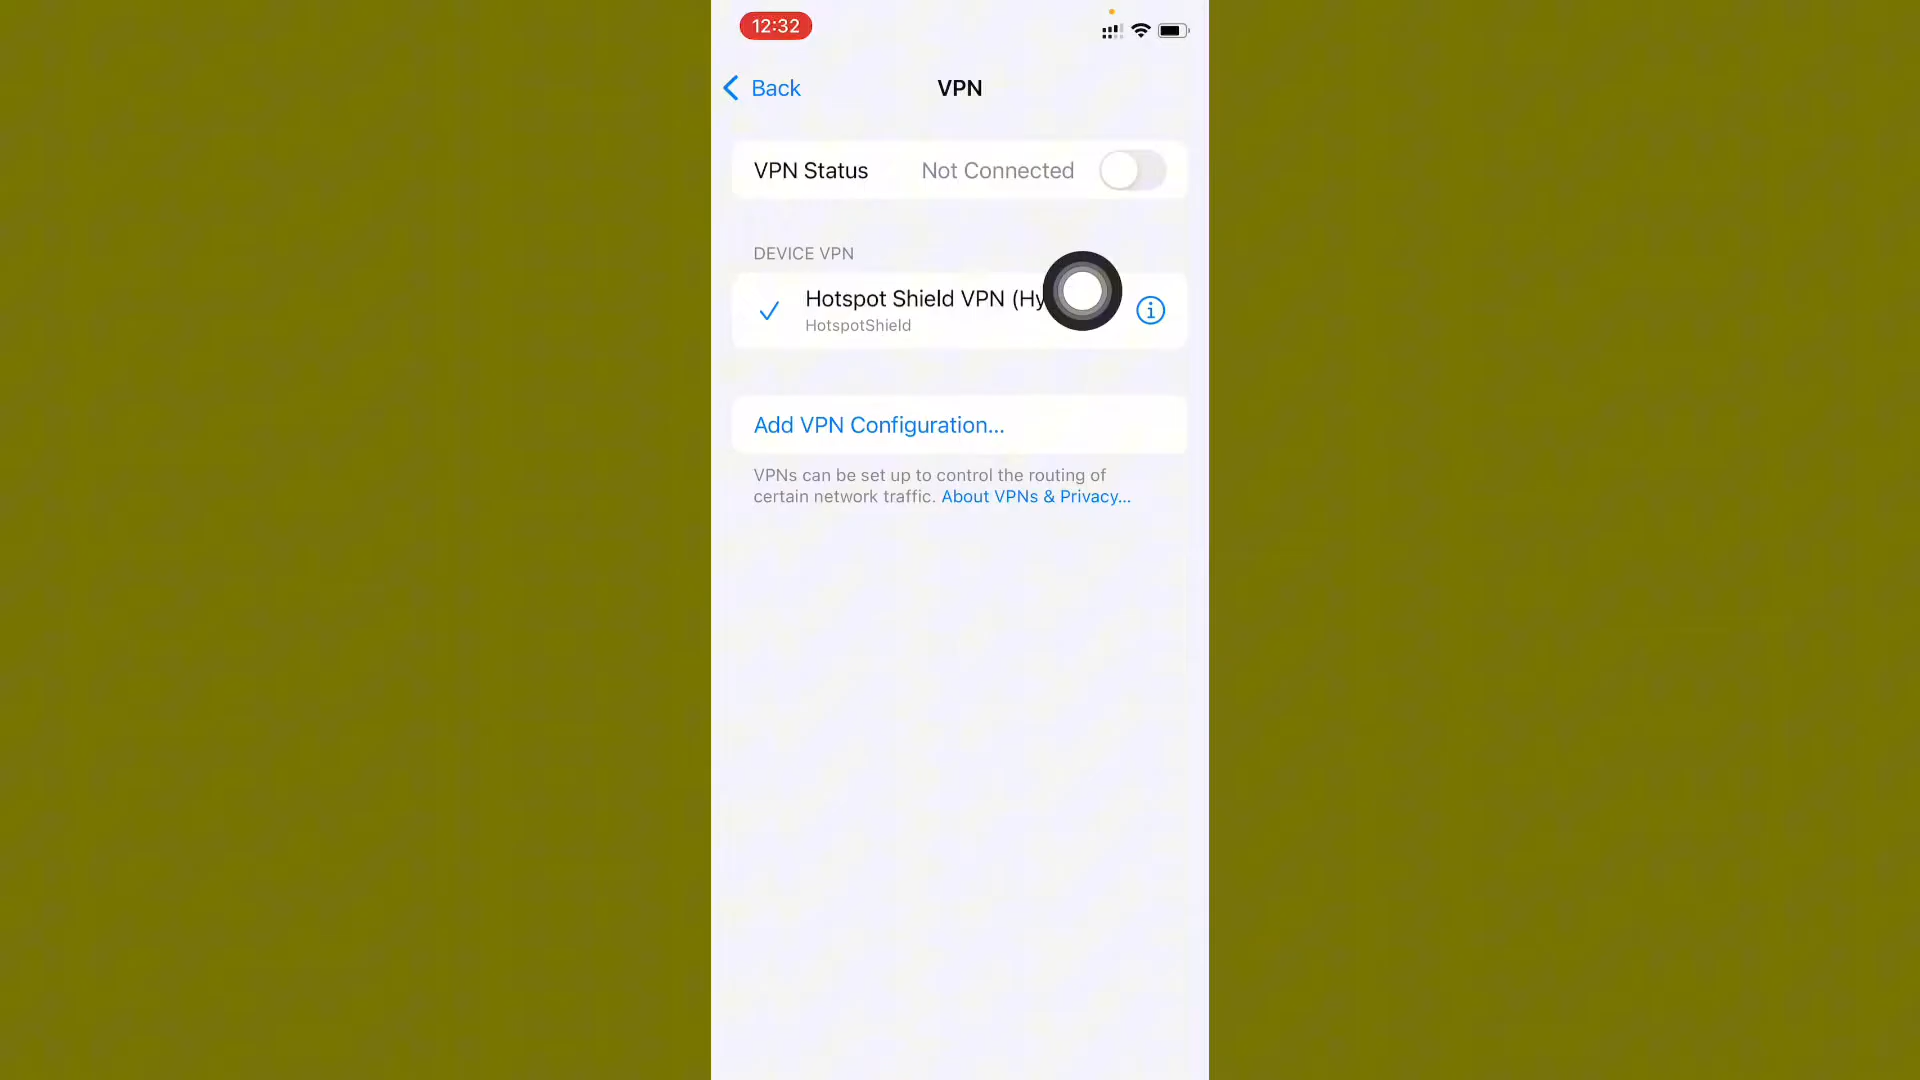 12:32
Back
VPN
VPN Status Not Connected
DEVICE VPN
Hotspot Shield VPN (Hy
HotspotShield
Add VPN Configuration...
VPNs can be set up to control the routing of
certain network traffic. About VPNs & Privacy...